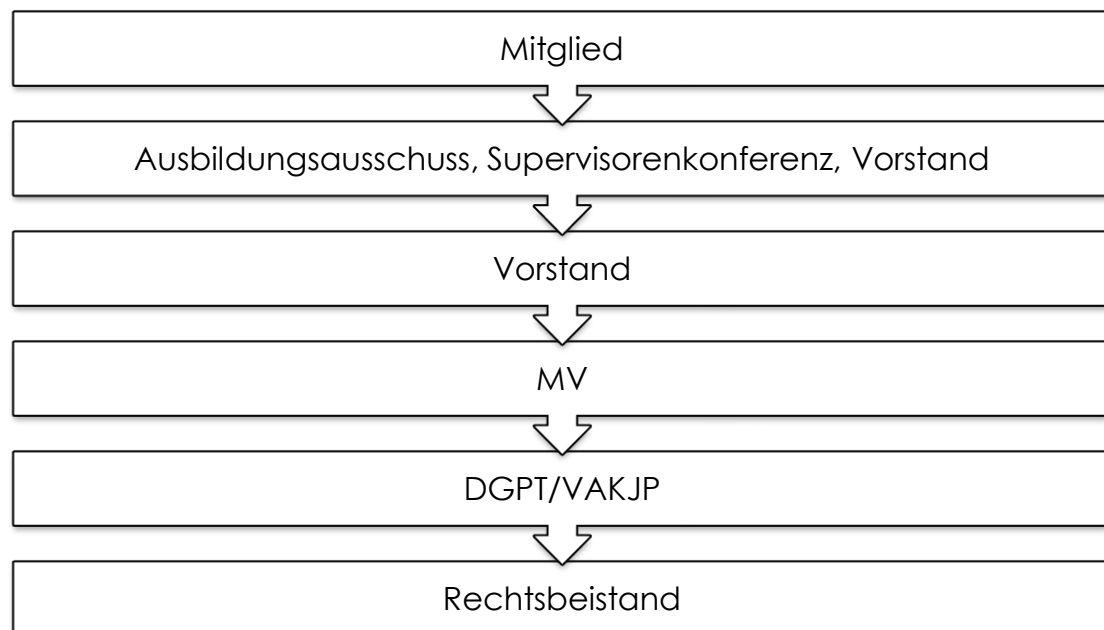 Mitglied
Ausbildungsausschuss, Supervisorenkonferenz, Vorstand
Vorstand
MV
DGPT/VAKJP
Rechtsbeistand